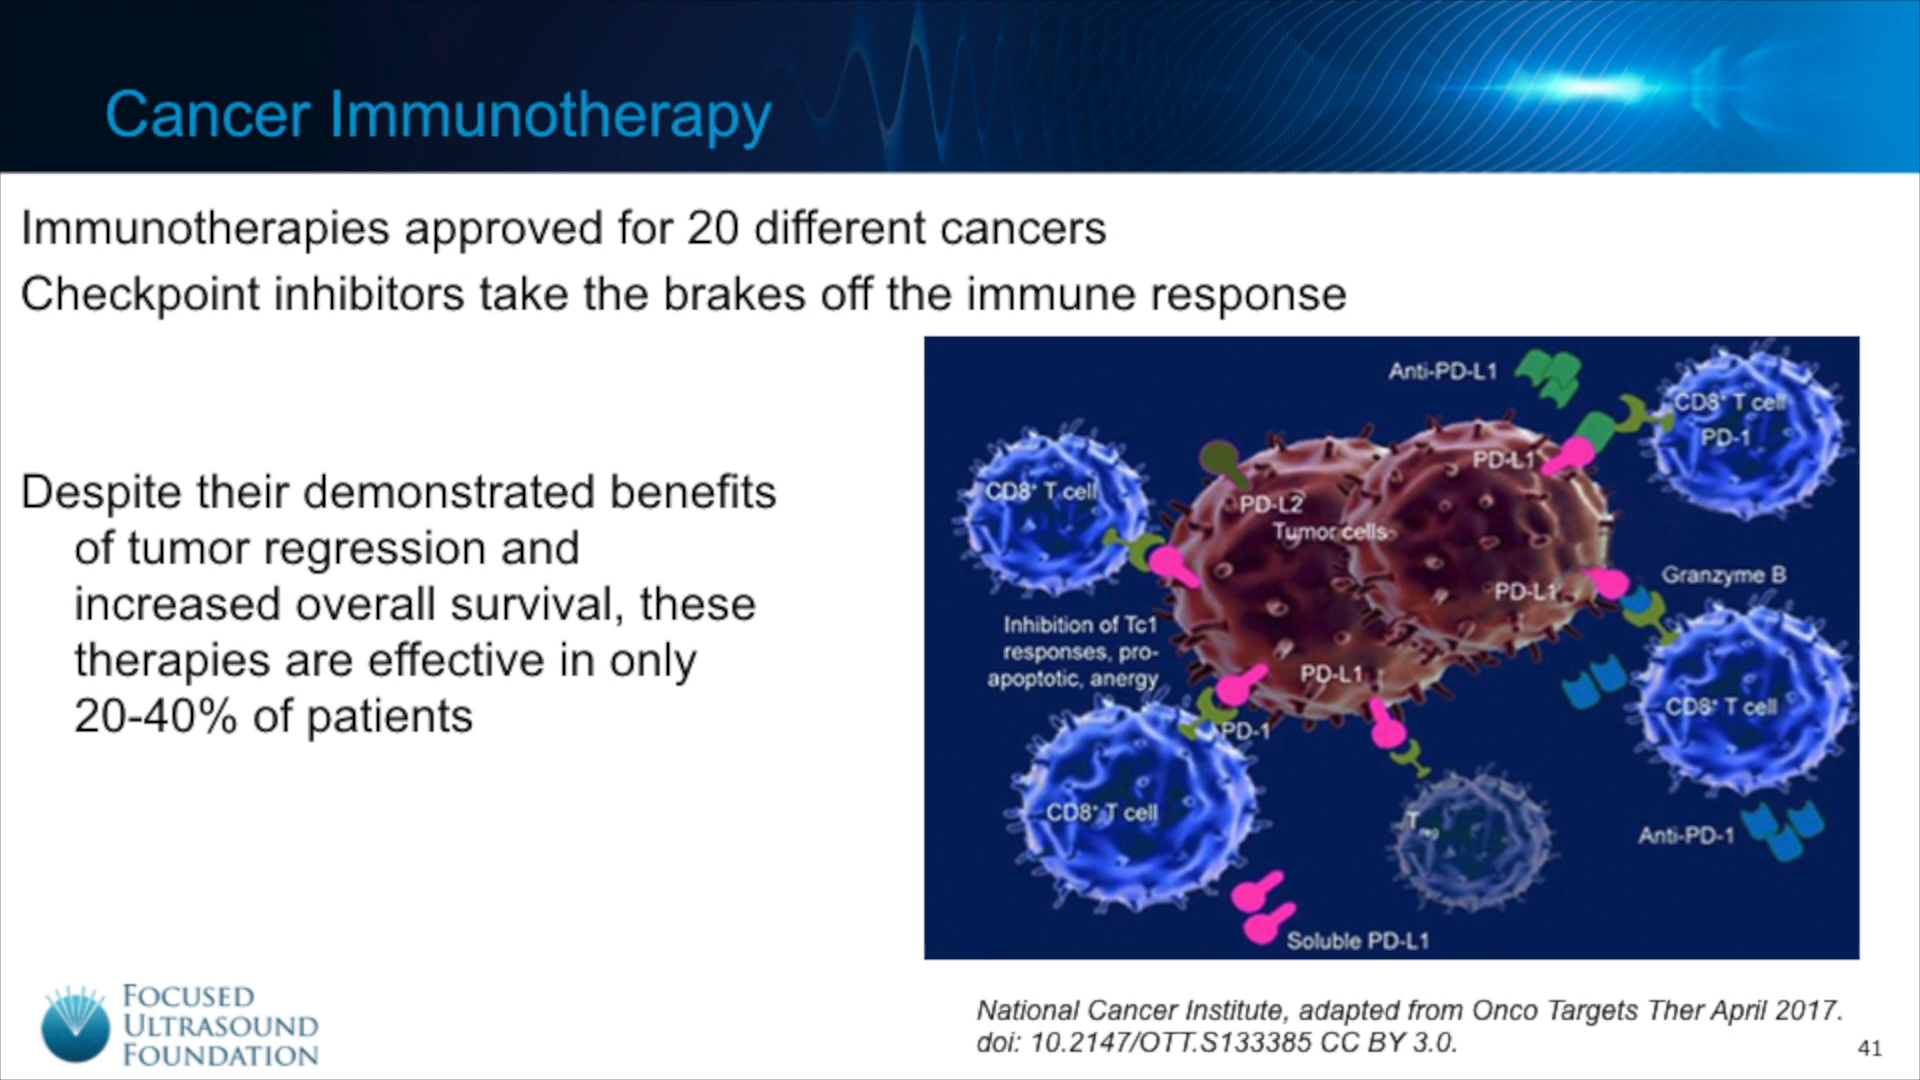 Cancer Immunotherapy
Immunotherapies approved for 20 different cancers
Checkpoint inhibitors take the brakes off the immune response
Despite their demonstrated benefits
of tumor regression and
increased overall survival, these
therapies are effective in only
20-40% of patients
Anti-PD-L1
CD8⁺ T cell
PD-1
PD-L1
CD8⁺ T cell
PD-L2
Tumor cells
Granzyme B
PD-L1
Inhibition of Tc1
responses, pro-
apoptotic, anergy
PD-L1
CD8⁺ T cell
PD-1
CD8⁺ T cell
Treg
Anti-PD-1
Soluble PD-L1
FOCUSED
ULTRASOUND
FOUNDATION
National Cancer Institute, adapted from Onco Targets Ther April 2017.
doi: 10.2147/OTT.S133385 CC BY 3.0.
41